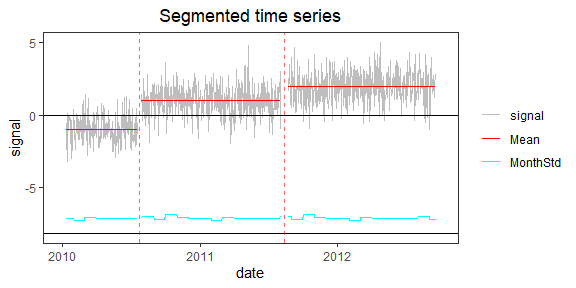 Segmented time series
5
0
-5
signal
2010
2011
2012
date
signal
Mean
MonthStd